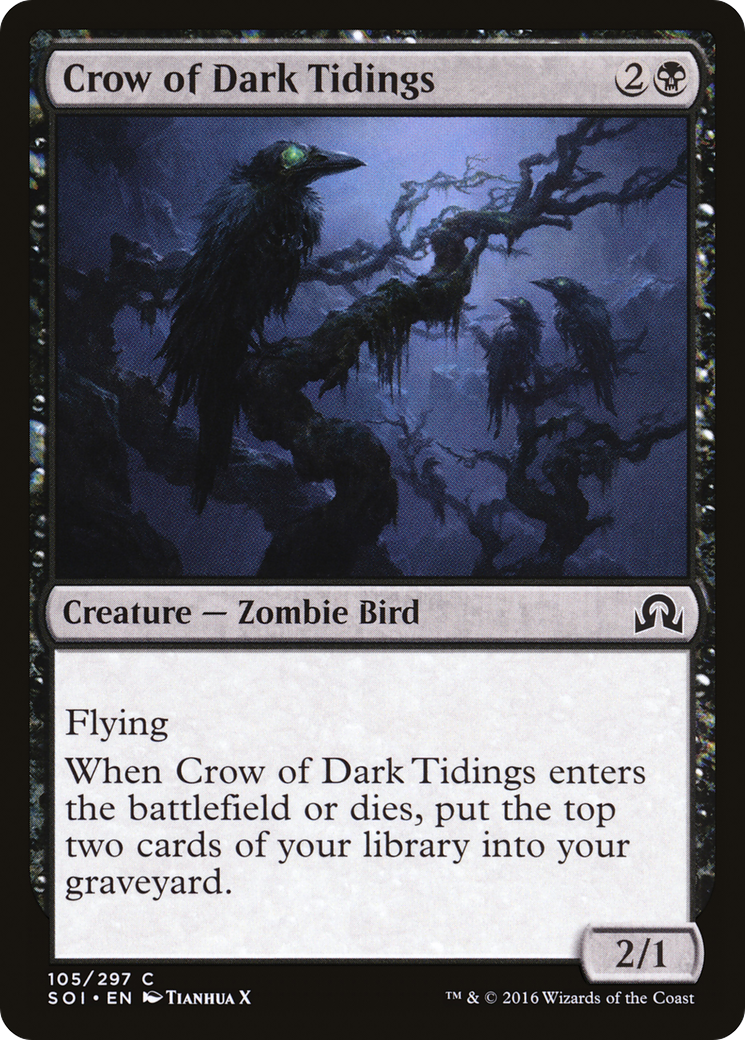 Crow of Dark Tidings 2
Creature — Zombie Bird
Flying
When Crow of Dark Tidings enters
the battlefield or dies, put the top
two cards of your library into your
graveyard.
2/1
105/297 C
SOI • EN Tianhua X
™ & © 2016 Wizards of the Coast